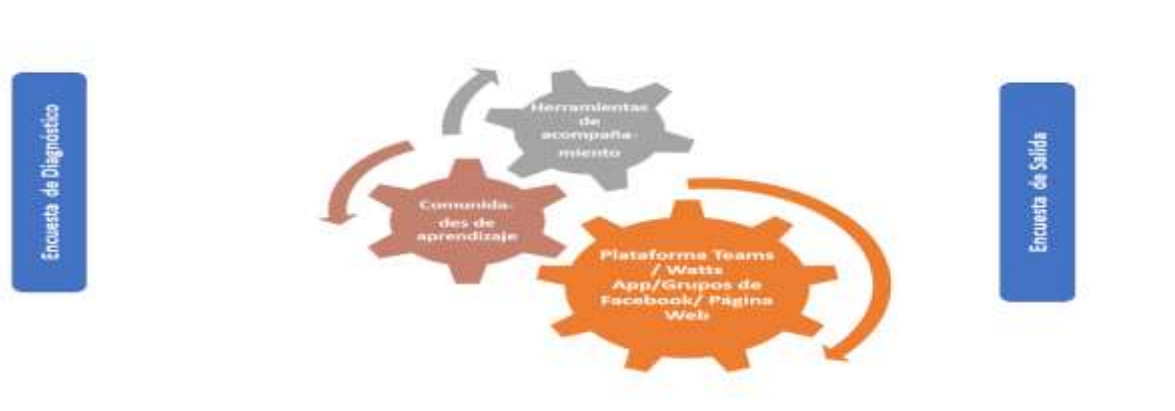 Encuesta de Diagnóstico
Herramientas
de
acompaña-
miento
Comunida-
des de
aprendizaje
Plataforma Teams
/ Watts
App/Grupos de
Facebook/ Página
Web
Encuesta de Salida